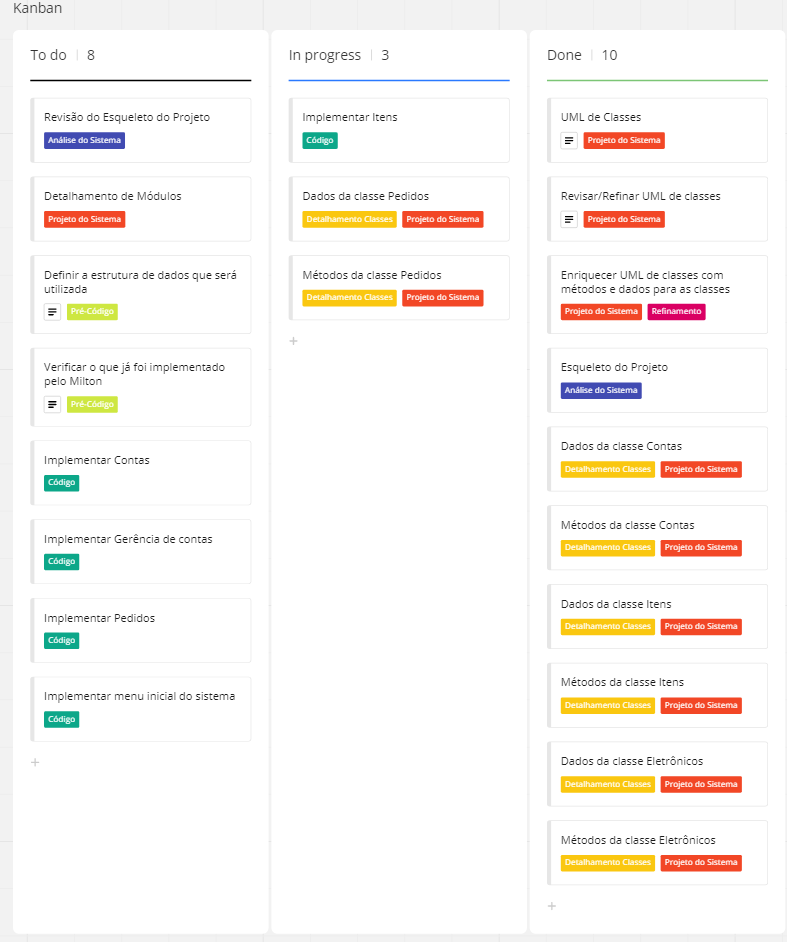 Kanban
To do 8
Revisão do Esqueleto do Projeto
Análise do Sistema
Detalhamento de Módulos
Projeto do Sistema
Definir a estrutura de dados que será
utilizada
Pré-Código
Verificar o que já foi implementado
pelo Milton
Pré-Código
Implementar Contas
Código
Implementar Gerência de contas
Código
Implementar Pedidos
Código
Implementar menu inicial do sistema
Código
+
In progress 3
Implementar Itens
Código
Dados da classe Pedidos
Detalhamento Classes Projeto do Sistema
Métodos da classe Pedidos
Detalhamento Classes Projeto do Sistema
+
Done 10
UML de Classes
Projeto do Sistema
Revisar/Refinar UML de classes
Projeto do Sistema
Enriquecer UML de classes com
métodos e dados para as classes
Projeto do Sistema Refinamento
Esqueleto do Projeto
Análise do Sistema
Dados da classe Contas
Detalhamento Classes Projeto do Sistema
Métodos da classe Contas
Detalhamento Classes Projeto do Sistema
Dados da classe Itens
Detalhamento Classes Projeto do Sistema
Métodos da classe Itens
Detalhamento Classes Projeto do Sistema
Dados da classe Eletrônicos
Detalhamento Classes Projeto do Sistema
Métodos da classe Eletrônicos
Detalhamento Classes Projeto do Sistema
+